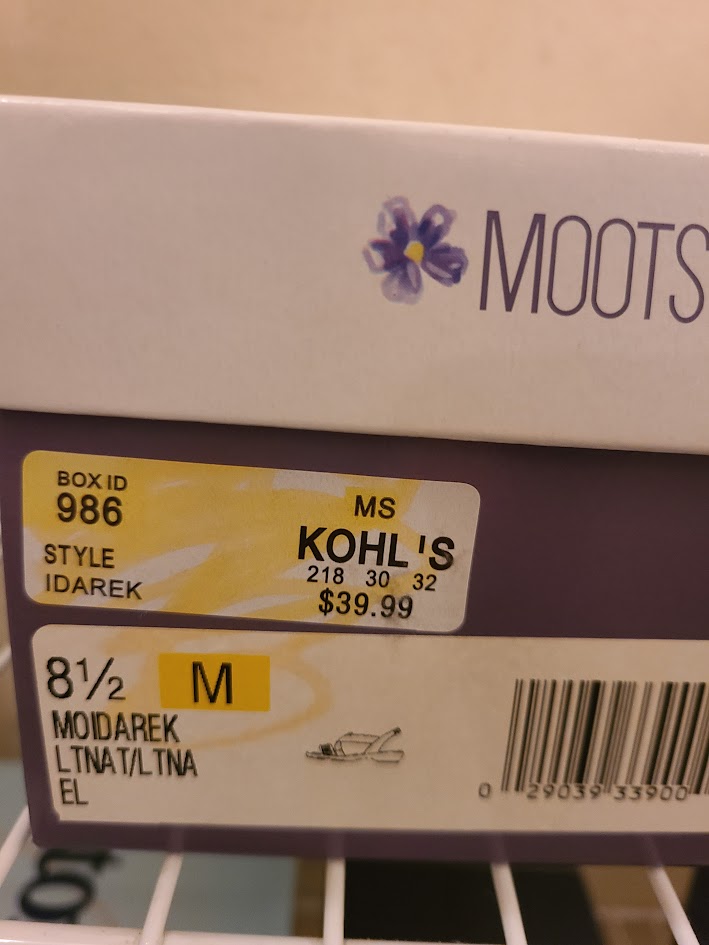 MOOTS
BOX ID
986
STYLE
IDAREK
MS
KOHL'S
218 30 32
$39.99
8½ M
MOIDAREK
LTNAT/LTNA
EL
0 29039 33900
to